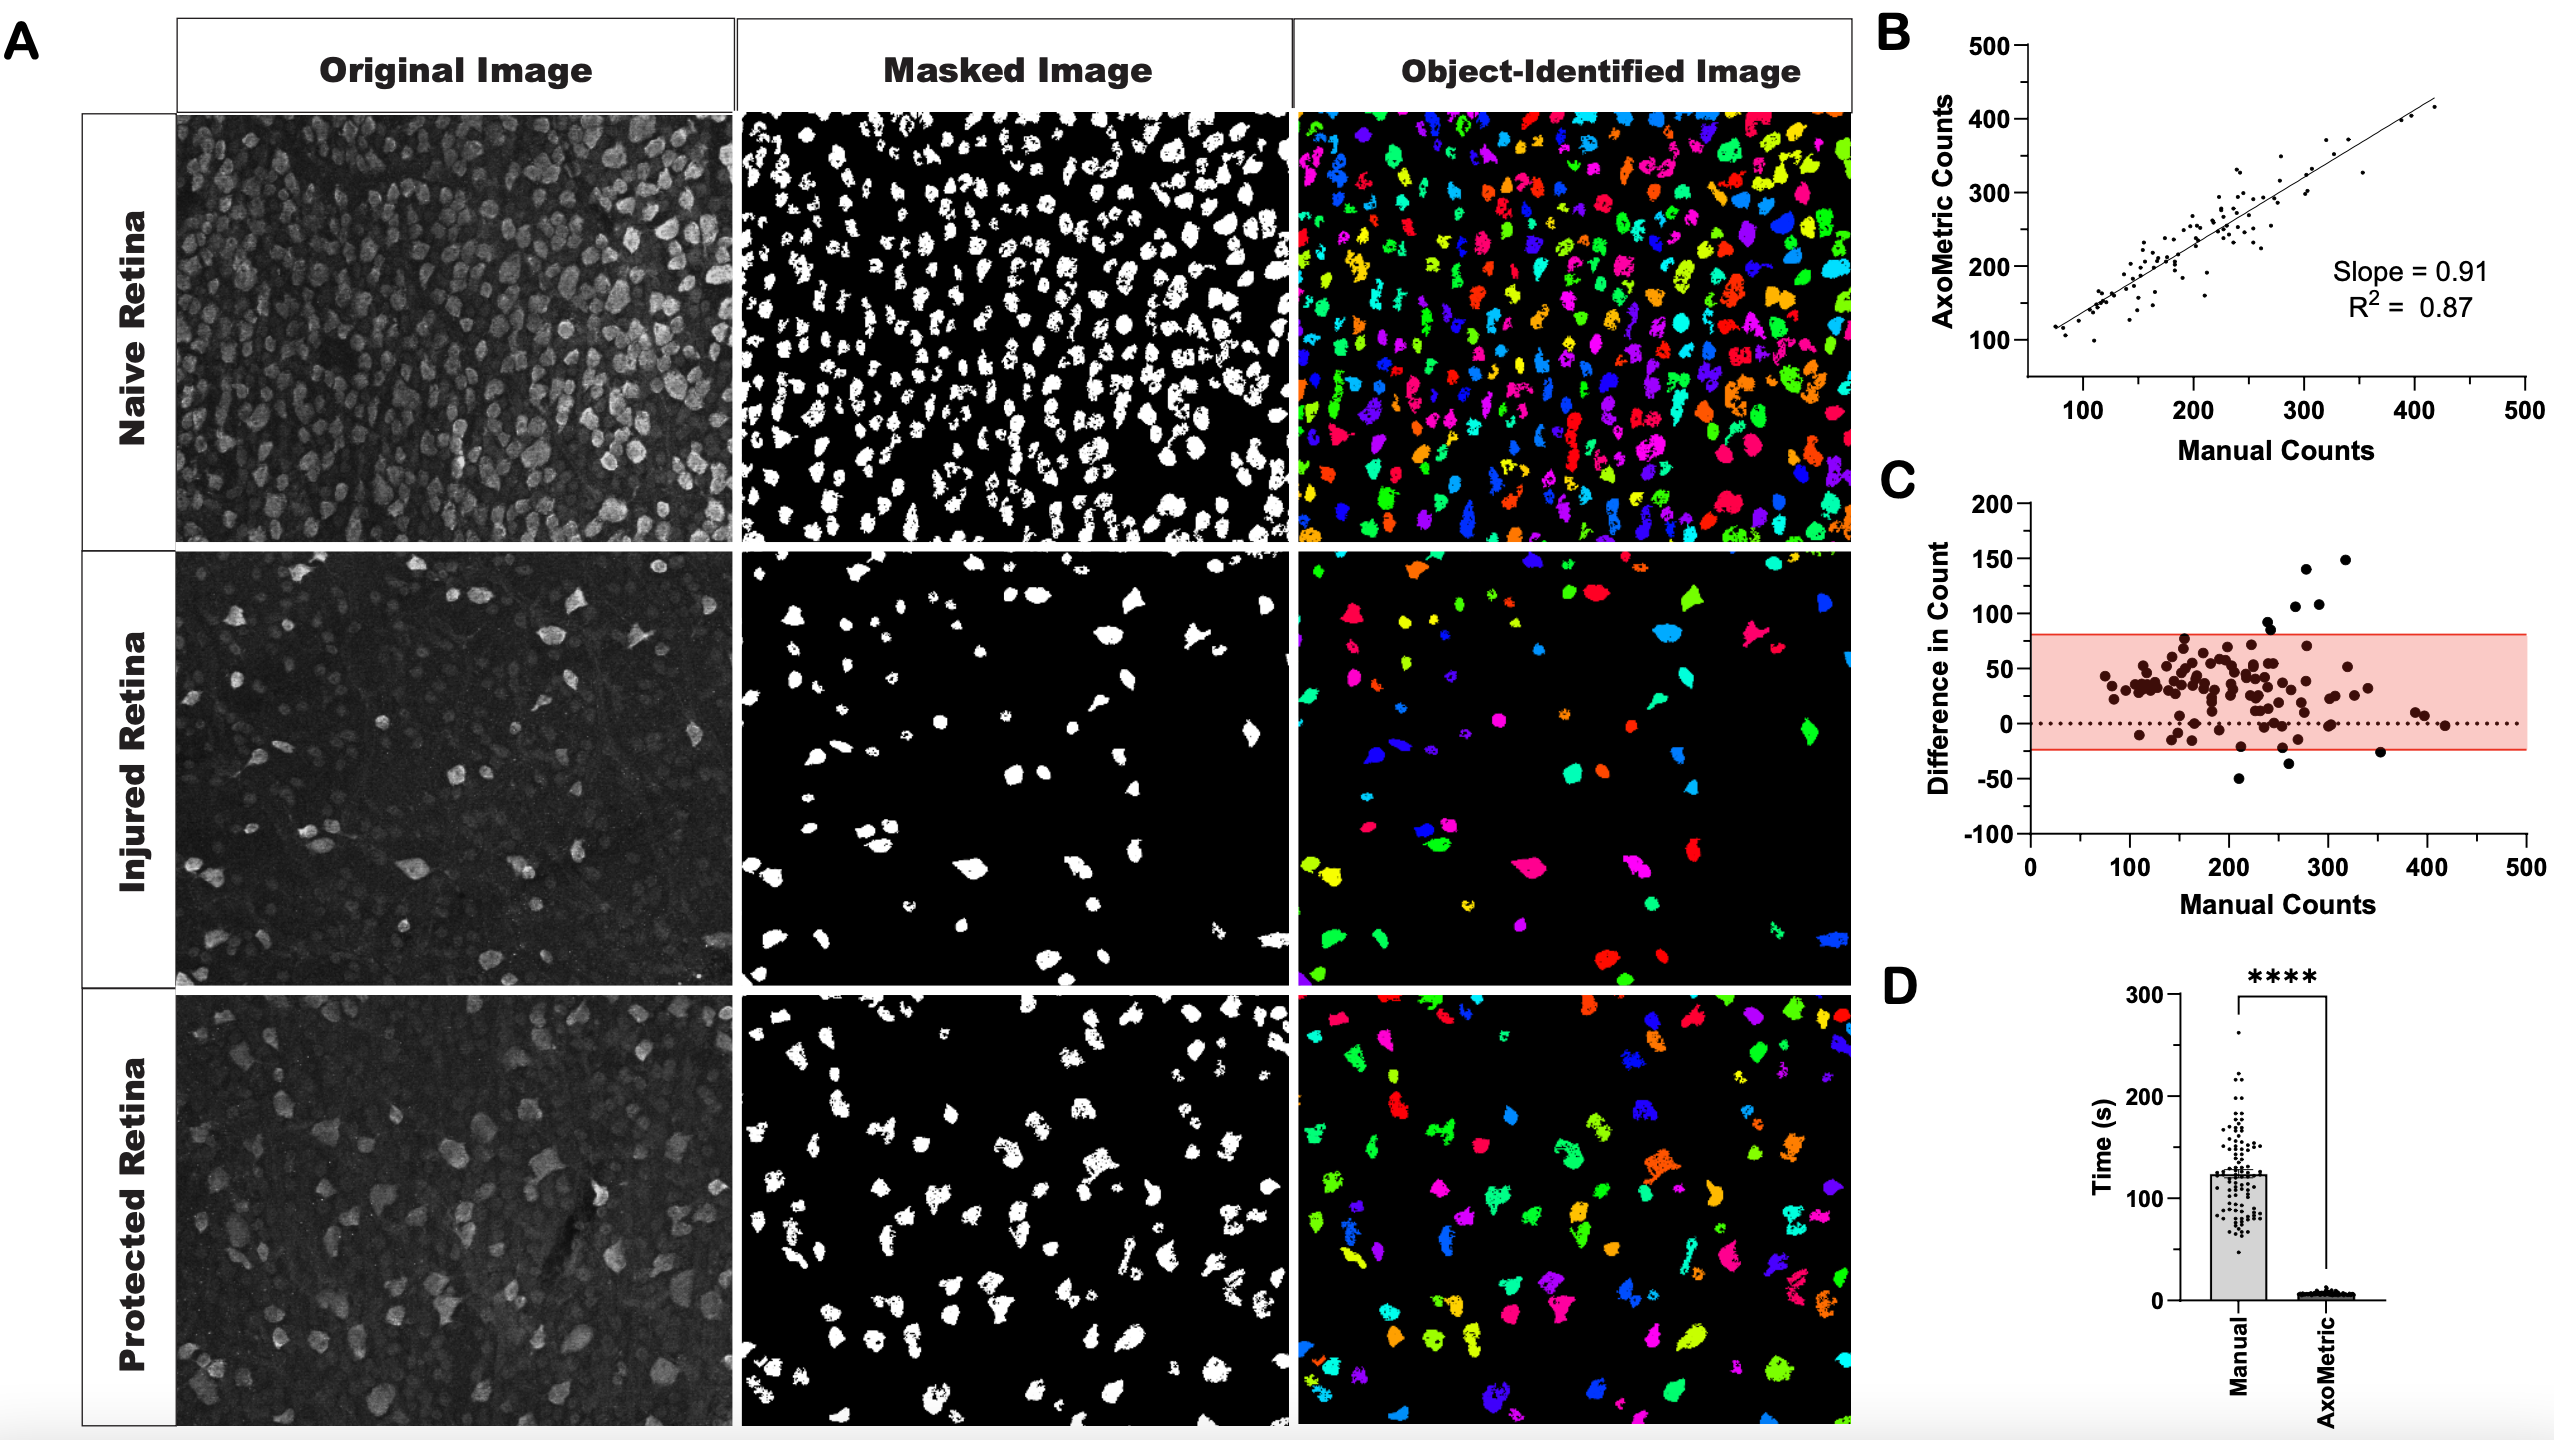 A
Original Image
Masked Image
Object-Identified Image
Naive Retina
Injured Retina
Protected Retina
B
AxoMetric Counts
500
400
300
200
100
Slope = 0.91
R² = 0.87
100 200 300 400 500
Manual Counts
C
Difference in Count
200
150
100
50
0
-50
-100
0 100 200 300 400 500
Manual Counts
D
****
Time (s)
300
200
100
0
Manual
AxoMetric